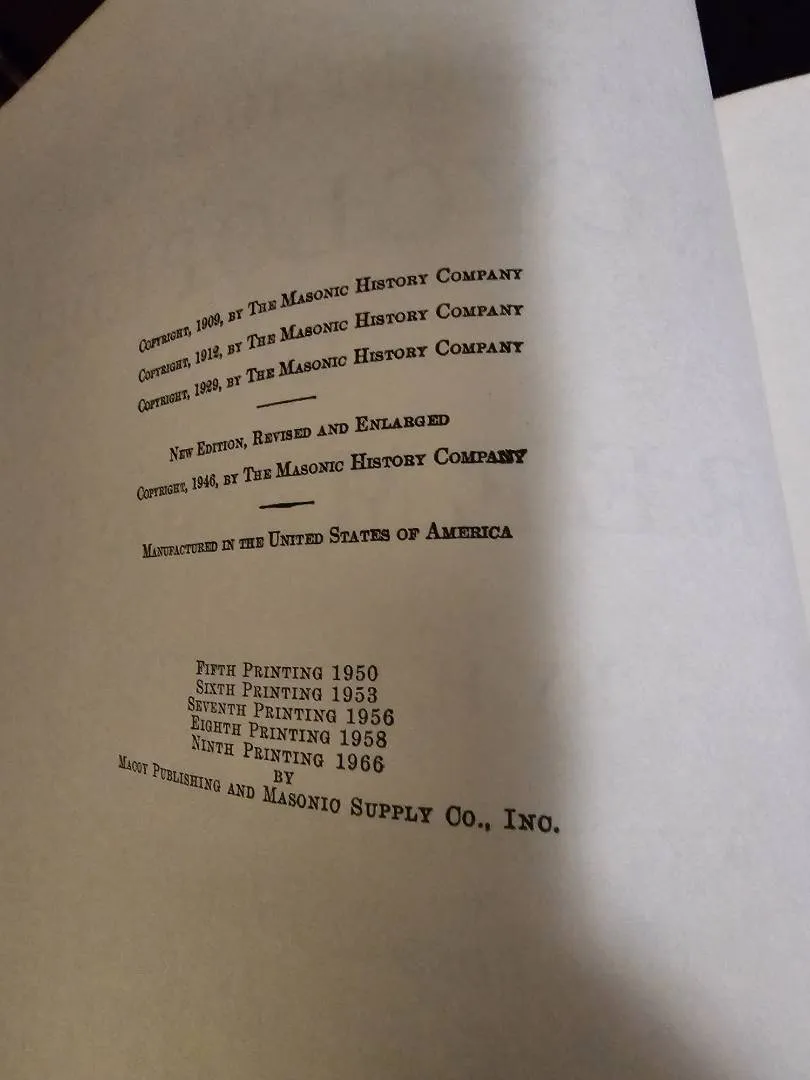 Copyright, 1909, by The Masonic History Company
Copyright, 1912, by The Masonic History Company
Copyright, 1929, by The Masonic History Company
New Edition, Revised and Enlarged
Copyright, 1946, by The Masonic History Company
Manufactured in the United States of America
Fifth Printing 1950
Sixth Printing 1953
Seventh Printing 1956
Eighth Printing 1958
Ninth Printing 1966
BY
Macoy Publishing and Masonic Supply Co., Inc.